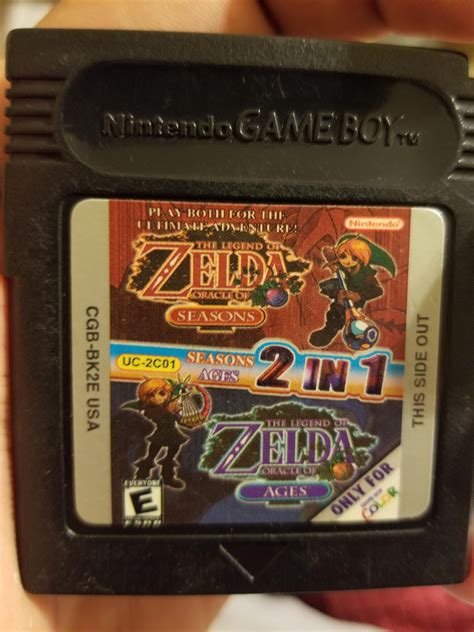 Nintendo GAME BOY TM
PLAY BOTH FOR THE
ULTIMATE ADVENTURE!
Nintendo
THE LEGEND OF
ZELDA
ORACLE OF
SEASONS
CGB-BK2E USA
UC-2C01
SEASONS
AGES
2 IN 1
THIS SIDE OUT
THE LEGEND OF
ZELDA
ORACLE OF
AGES
EVERYONE
E
ONLY FOR
GAME BOY
COLOR